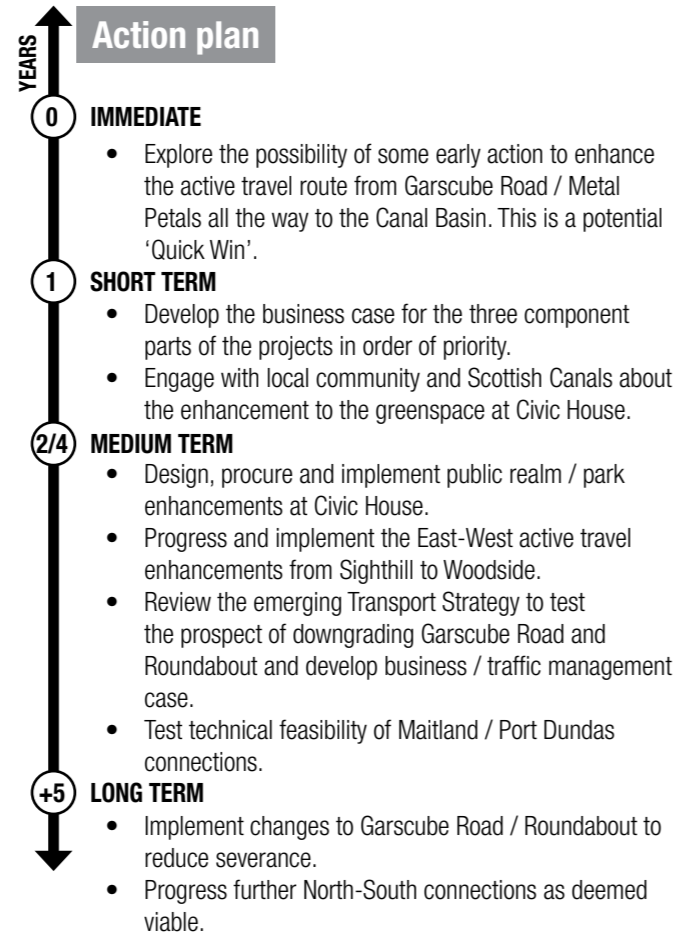 YEARS
Action plan
0 IMMEDIATE
• Explore the possibility of some early action to enhance
the active travel route from Garscube Road / Metal
Petals all the way to the Canal Basin. This is a potential
‘Quick Win’.
1 SHORT TERM
• Develop the business case for the three component
parts of the projects in order of priority.
• Engage with local community and Scottish Canals about
the enhancement to the greenspace at Civic House.
2/4 MEDIUM TERM
• Design, procure and implement public realm / park
enhancements at Civic House.
• Progress and implement the East-West active travel
enhancements from Sighthill to Woodside.
• Review the emerging Transport Strategy to test
the prospect of downgrading Garscube Road and
Roundabout and develop business / traffic management
case.
• Test technical feasibility of Maitland / Port Dundas
connections.
+5 LONG TERM
• Implement changes to Garscube Road / Roundabout to
reduce severance.
• Progress further North-South connections as deemed
viable.